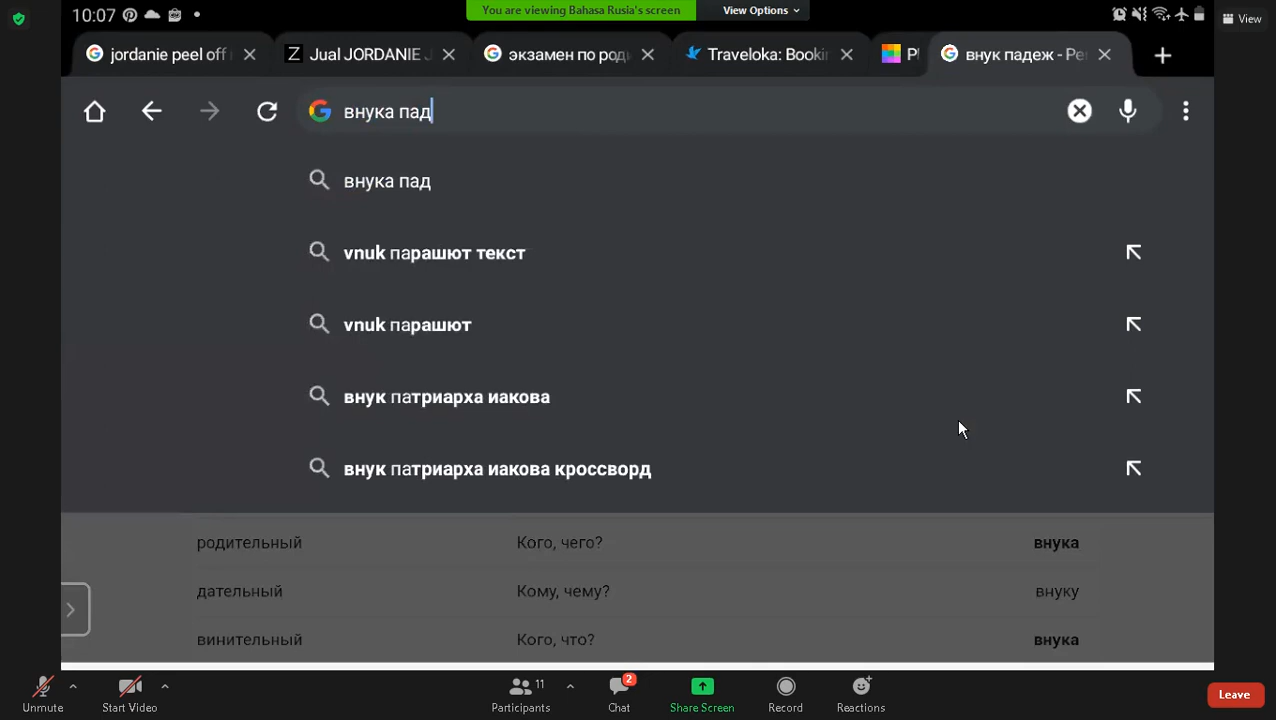 10:07
You are viewing Bahasa Rusia's screen
View Options
View
jordanie peel off
Jual JORDANIE
экзамен по род
Traveloka: Bookin
внук падеж - Pe
внука пад
внука пад
vnuk парашют текст
vnuk парашют
внук патриарха иакова
внук патриарха иакова кроссворд
родительный Кого, чего? внука
дательный Кому, чему? внуку
винительный Кого, что? внука
Unmute
Start Video
11
Participants
2
Chat
Share Screen
Record
Reactions
Leave